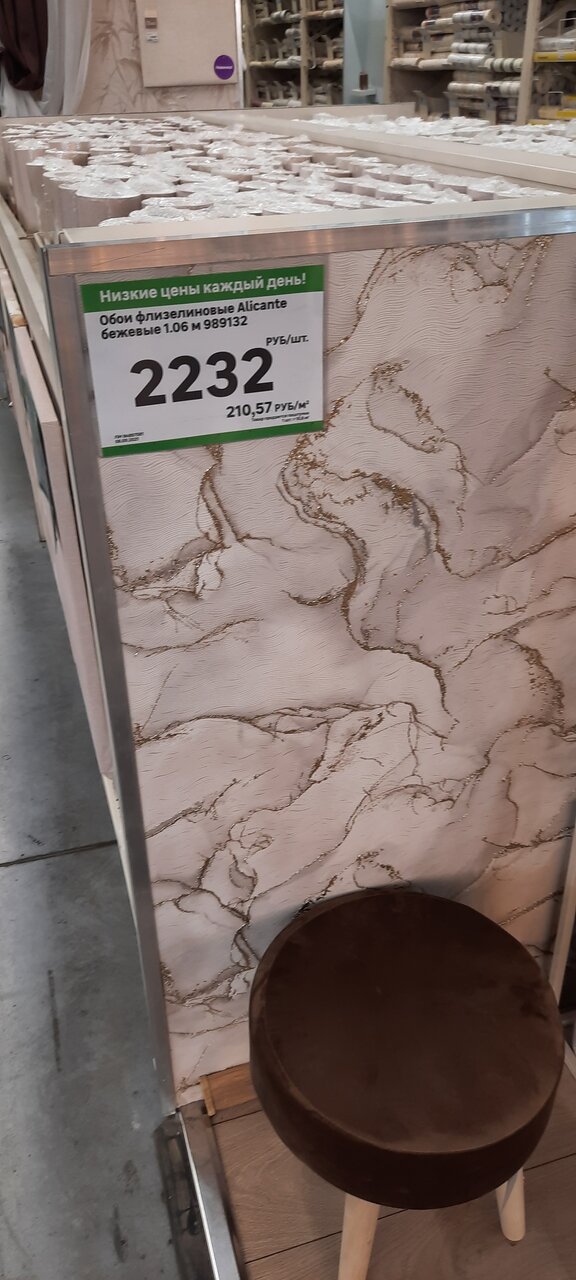 Низкие цены каждый день!
Обои флизелиновые Alicante
бежевые 1.06 м 989132
РУБ/шт.
2232
210,57 РУБ/м²